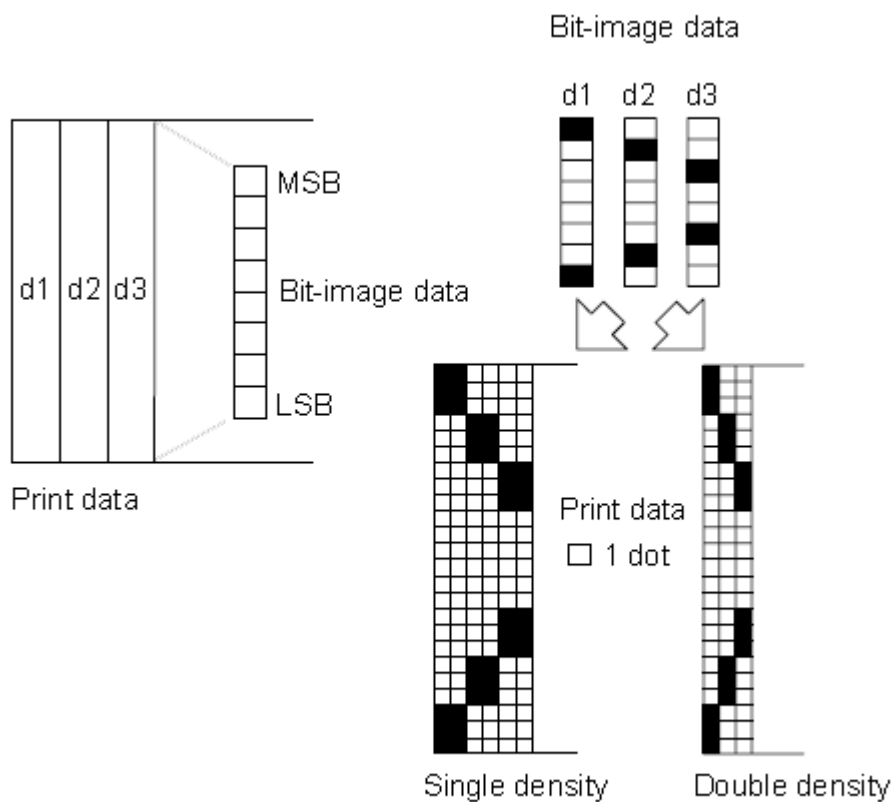 Bit-image data
d1 d2 d3
MSB
d1 d2 d3
Bit-image data
LSB
Print data
Print data
1 dot
Single density
Double density